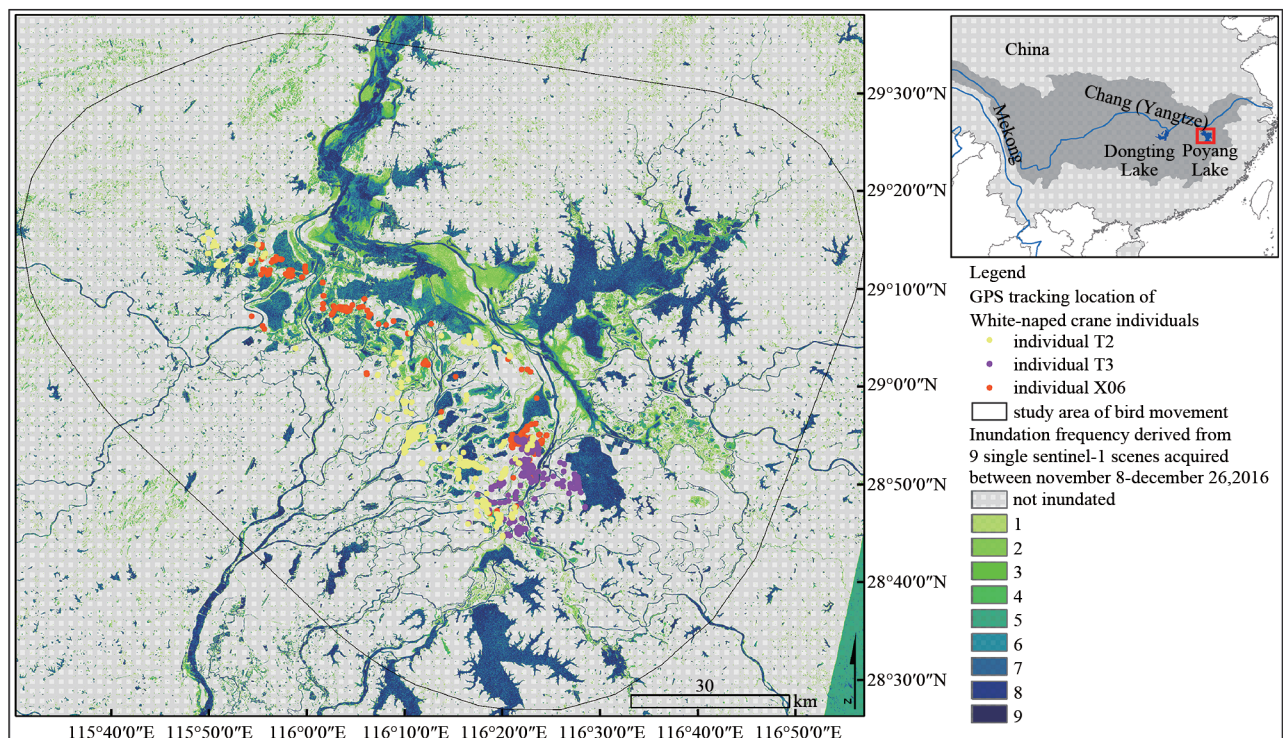 29°30′0″N
29°20′0″N
29°10′0″N
29°0′0″N
28°50′0″N
28°40′0″N
28°30′0″N
30
km
z
115°40′0″E 115°50′0″E 116°0′0″E 116°10′0″E 116°20′0″E 116°30′0″E 116°40′0″E 116°50′0″E
China
Chang (Yangtze)
Mekong
Dongting Poyang
Lake Lake
Legend
GPS tracking location of
White-naped crane individuals
individual T2
individual T3
individual X06
study area of bird movement
Inundation frequency derived from
9 single sentinel-1 scenes acquired
between november 8-december 26,2016
not inundated
1
2
3
4
5
6
7
8
9